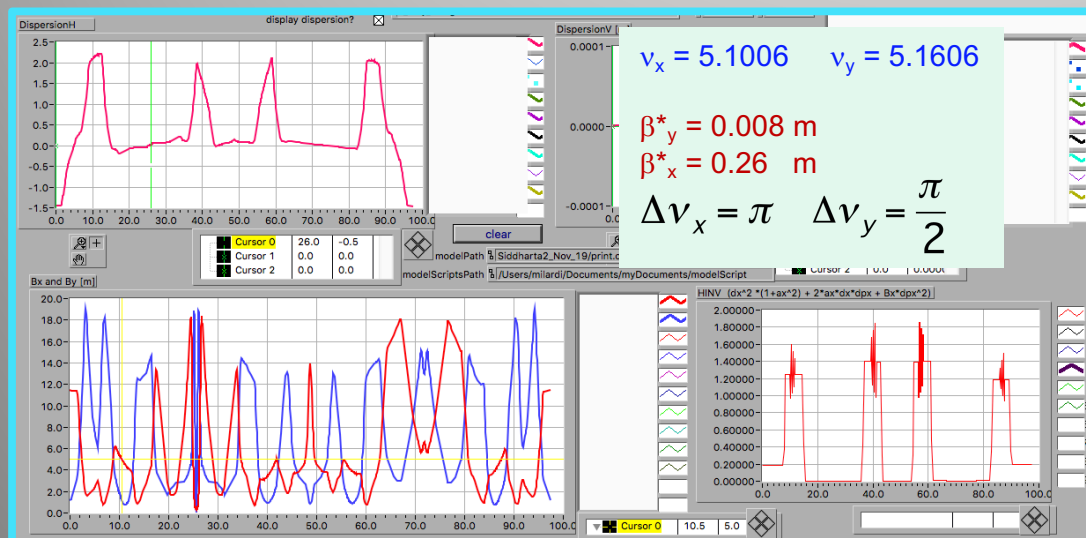 display dispersion?
DispersionH
2.5
2.0
1.5
1.0
0.5
0.0
-0.5
-1.0
-1.5
0.0 10.0 20.0 30.0 40.0 50.0 60.0 70.0 80.0 90.0 100.0
DispersionV
0.0001
0.0000
-0.0001
νx = 5.1006 νy = 5.1606
β*y = 0.008 m
β*x = 0.26 m
Δνx = π Δνy = π/2
Cursor 0 26.0 -0.5
Cursor 1 0.0 0.0
Cursor 2 0.0 0.0
clear
modelPath Siddharta2_Nov_19/print.
modelScriptsPath /Users/milardi/Documents/myDocuments/modelScript
Cursor 2 0.0 0.000
Bx and By [m]
20.0
18.0
16.0
14.0
12.0
10.0
8.0
6.0
4.0
2.0
0.0
0.0 10.0 20.0 30.0 40.0 50.0 60.0 70.0 80.0 90.0 100.0
HINV (dx^2 *(1+ax^2) + 2*ax*dx*dpx + Bx*dpx^2)
2.00000
1.80000
1.60000
1.40000
1.20000
1.00000
0.80000
0.60000
0.40000
0.20000
0.00000
0.0 20.0 40.0 60.0 80.0 100.0
Cursor 0 10.5 5.0